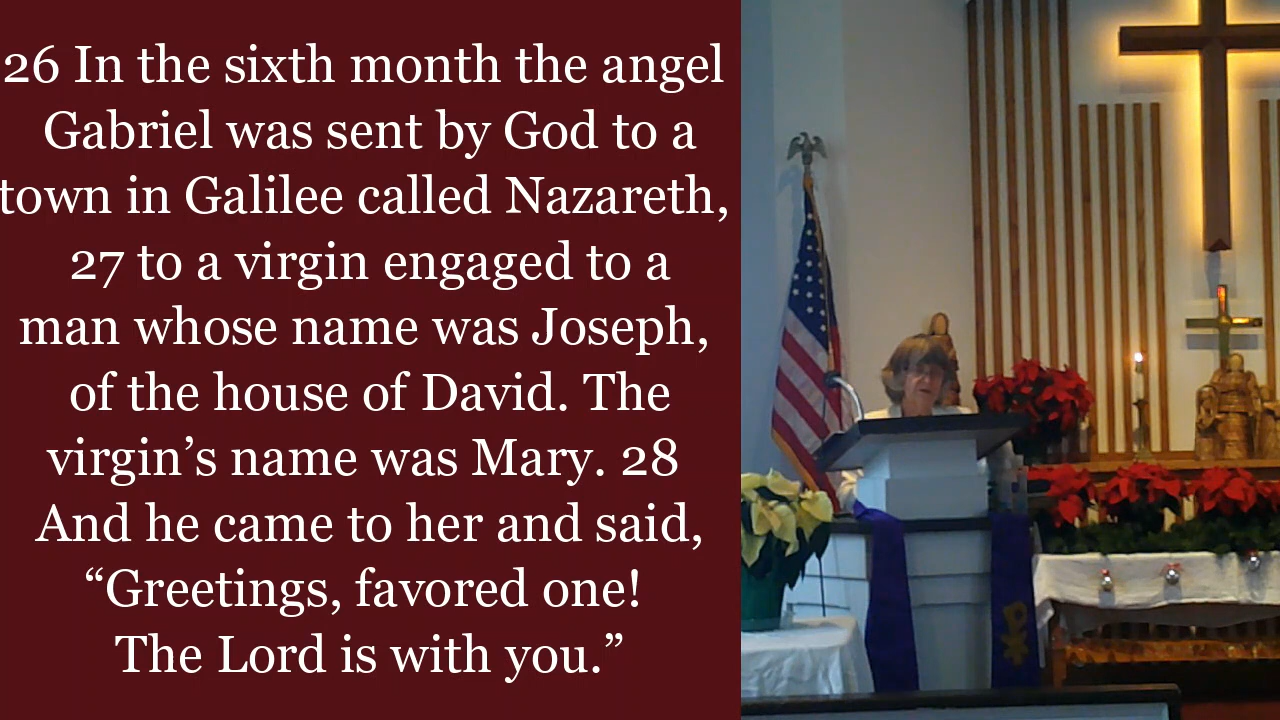 26 In the sixth month the angel
Gabriel was sent by God to a
town in Galilee called Nazareth,
27 to a virgin engaged to a
man whose name was Joseph,
of the house of David. The
virgin’s name was Mary. 28
And he came to her and said,
“Greetings, favored one!
The Lord is with you.”